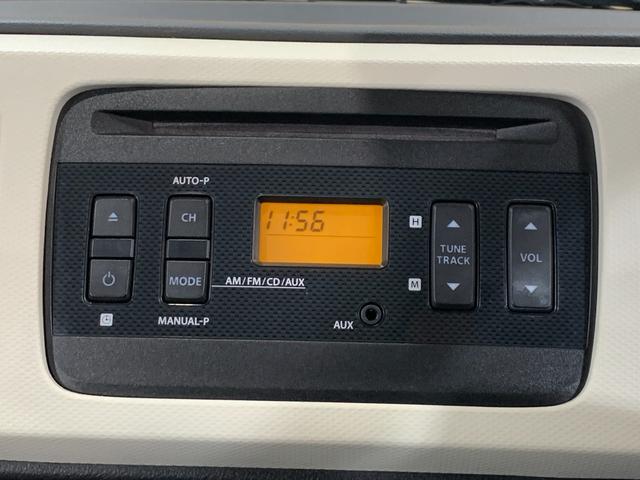 AUTO-P
CH
11:56
H
TUNE
TRACK
VOL
MODE
AM/FM/CD/AUX
M
MANUAL-P
AUX